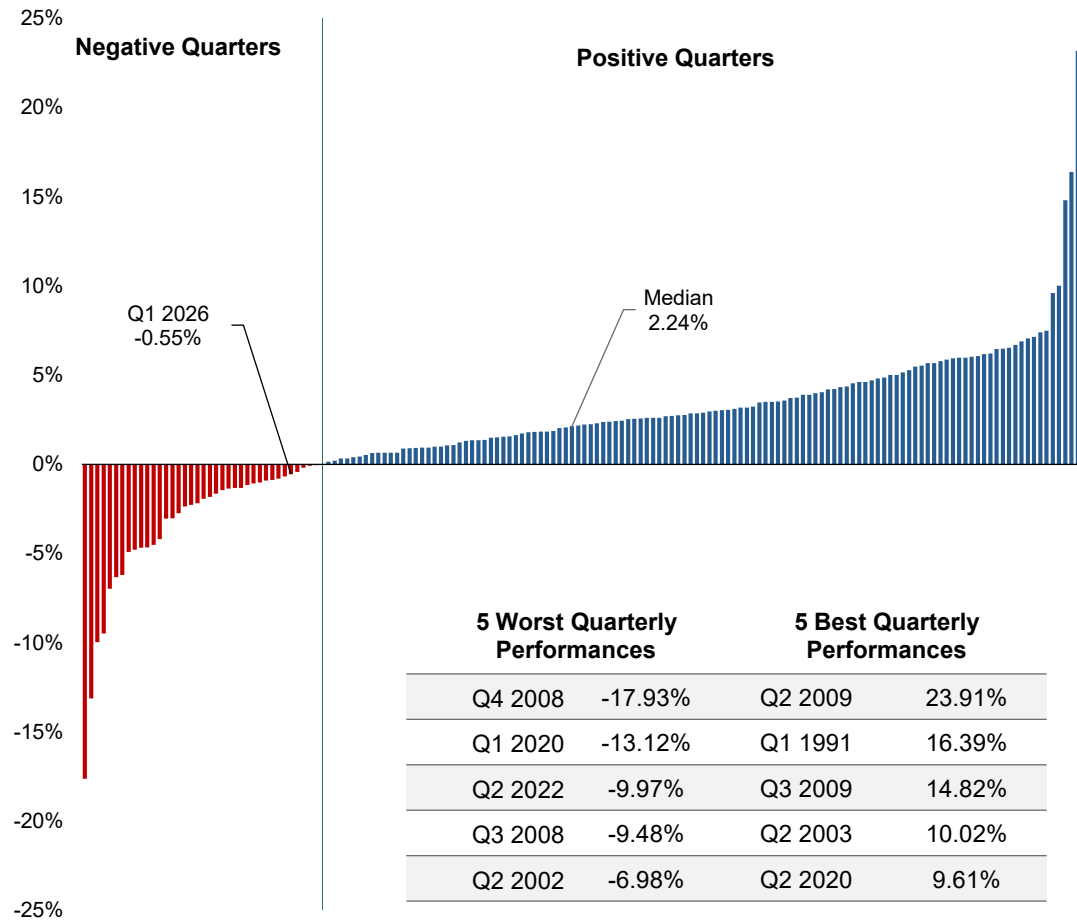 25%
Negative Quarters
Positive Quarters
20%
15%
10%
Q1 2026
-0.55%
Median
2.24%
5%
0%
-5%
-10%
-15%
-20%
-25%
5 Worst Quarterly
Performances
5 Best Quarterly
Performances
Q4 2008 -17.93% Q2 2009 23.91%
Q1 2020 -13.12% Q1 1991 16.39%
Q2 2022 -9.97% Q3 2009 14.82%
Q3 2008 -9.48% Q2 2003 10.02%
Q2 2002 -6.98% Q2 2020 9.61%